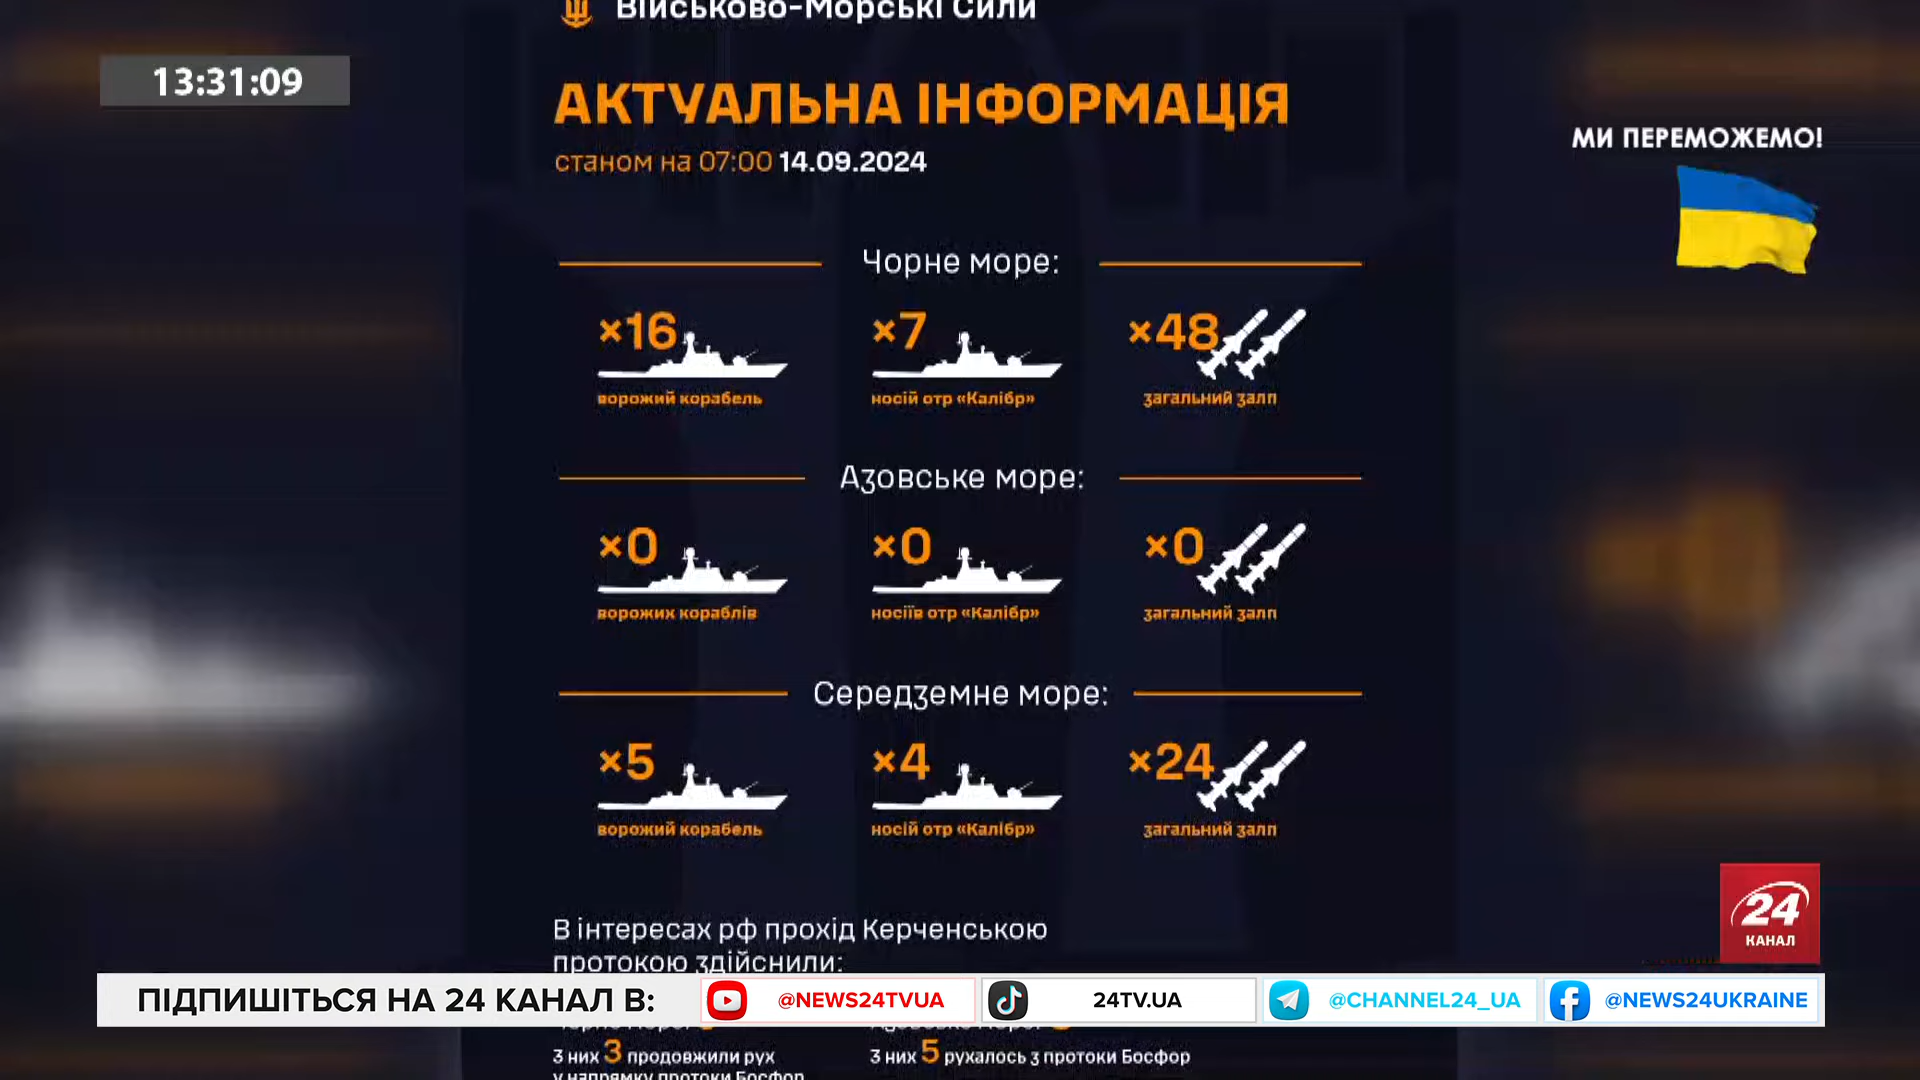 Військово-Морські Сили
13:31:09
АКТУАЛЬНА ІНФОРМАЦІЯ
станом на 07:00 14.09.2024
МИ ПЕРЕМОЖЕМО!
Чорне море:
×16
×7
×48
ворожий корабель
носій отр «Калібр»
загальний залп
Азовське море:
×0
×0
×0
ворожих кораблів
носіїв отр «Калібр»
загальний залп
Середземне море:
×5
×4
×24
ворожий корабель
носій отр «Калібр»
загальний залп
24
КАНАЛ
В інтересах рф прохід Керченською
протокою здійснили:
ПІДПИШІТЬСЯ НА 24 КАНАЛ В:
@NEWS24TVUA
24TV.UA
@CHANNEL24_UA
@NEWS24UKRAINE
З них 3 продовжили рух
у напрямку протоки Босфор
З них 5 рухалось з протоки Босфор